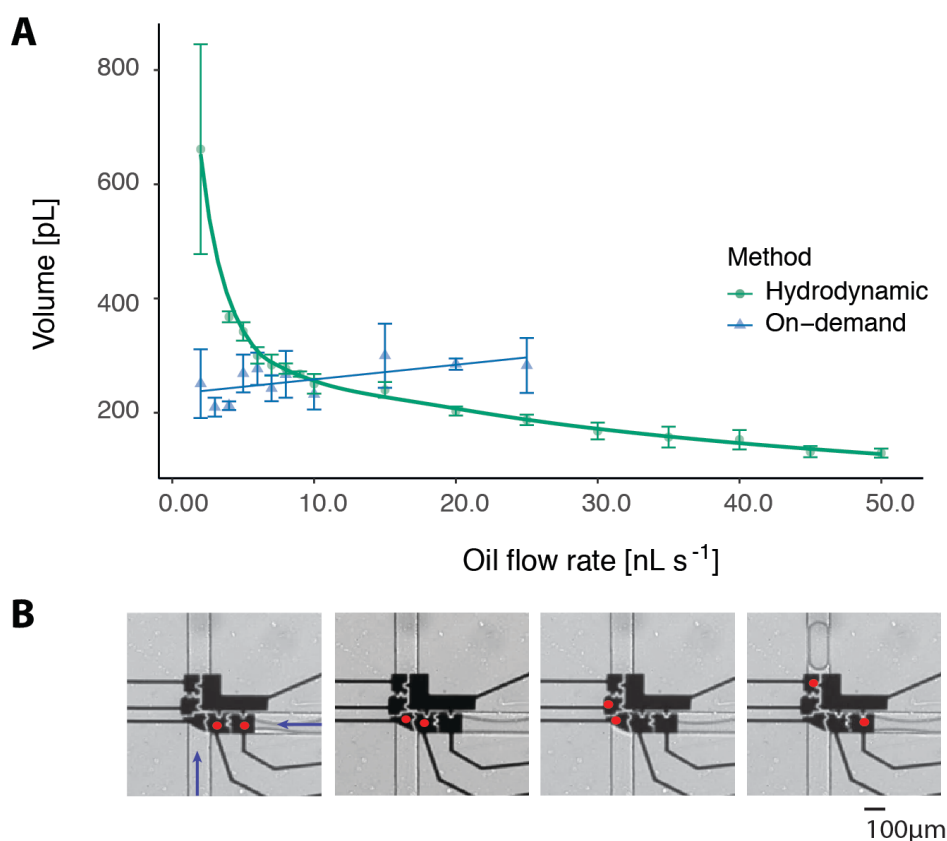 A
800
600
400
200
Volume [pL]
Method
Hydrodynamic
On−demand
0.00 10.0 20.0 30.0 40.0 50.0
Oil flow rate [nL s⁻¹]
B
100µm